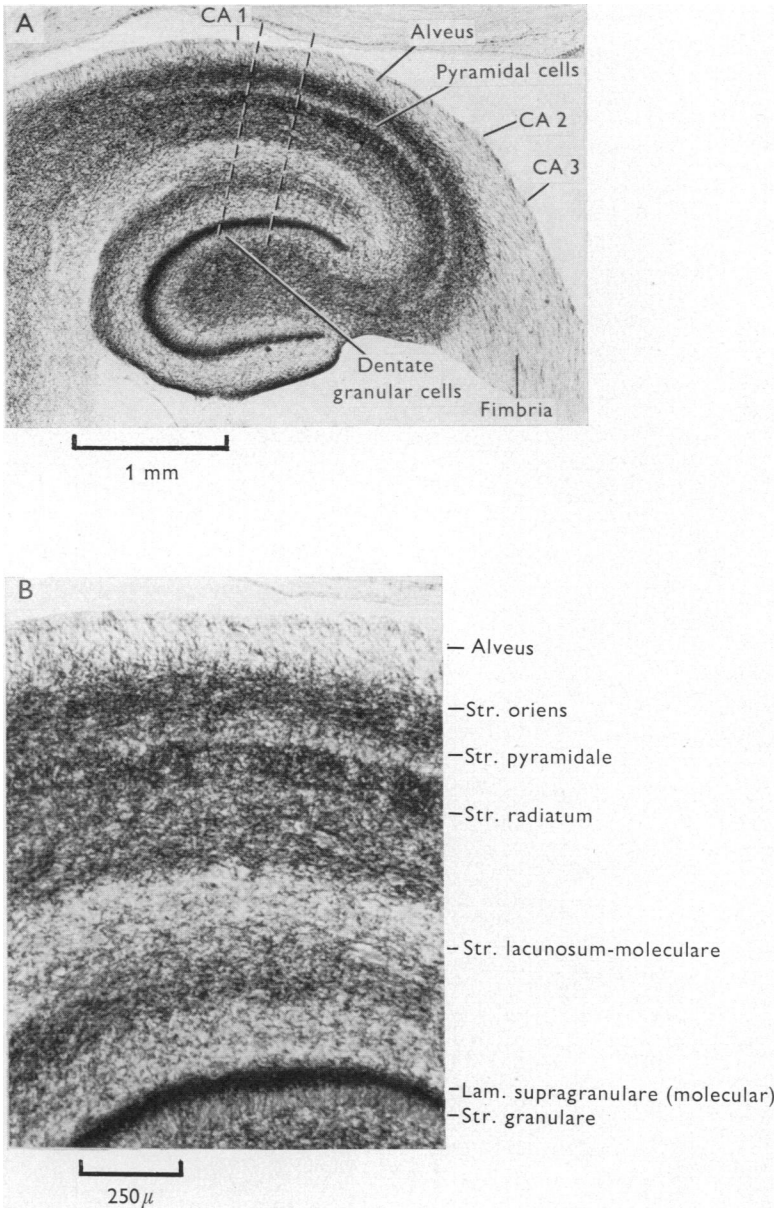 A
CA 1
Alveus
Pyramidal cells
CA 2
CA 3
Dentate
granular cells
Fimbria
1 mm
B
Alveus
Str. oriens
Str. pyramidale
Str. radiatum
Str. lacunosum-moleculare
Lam. supragranulare (molecular)
Str. granulare
250μ